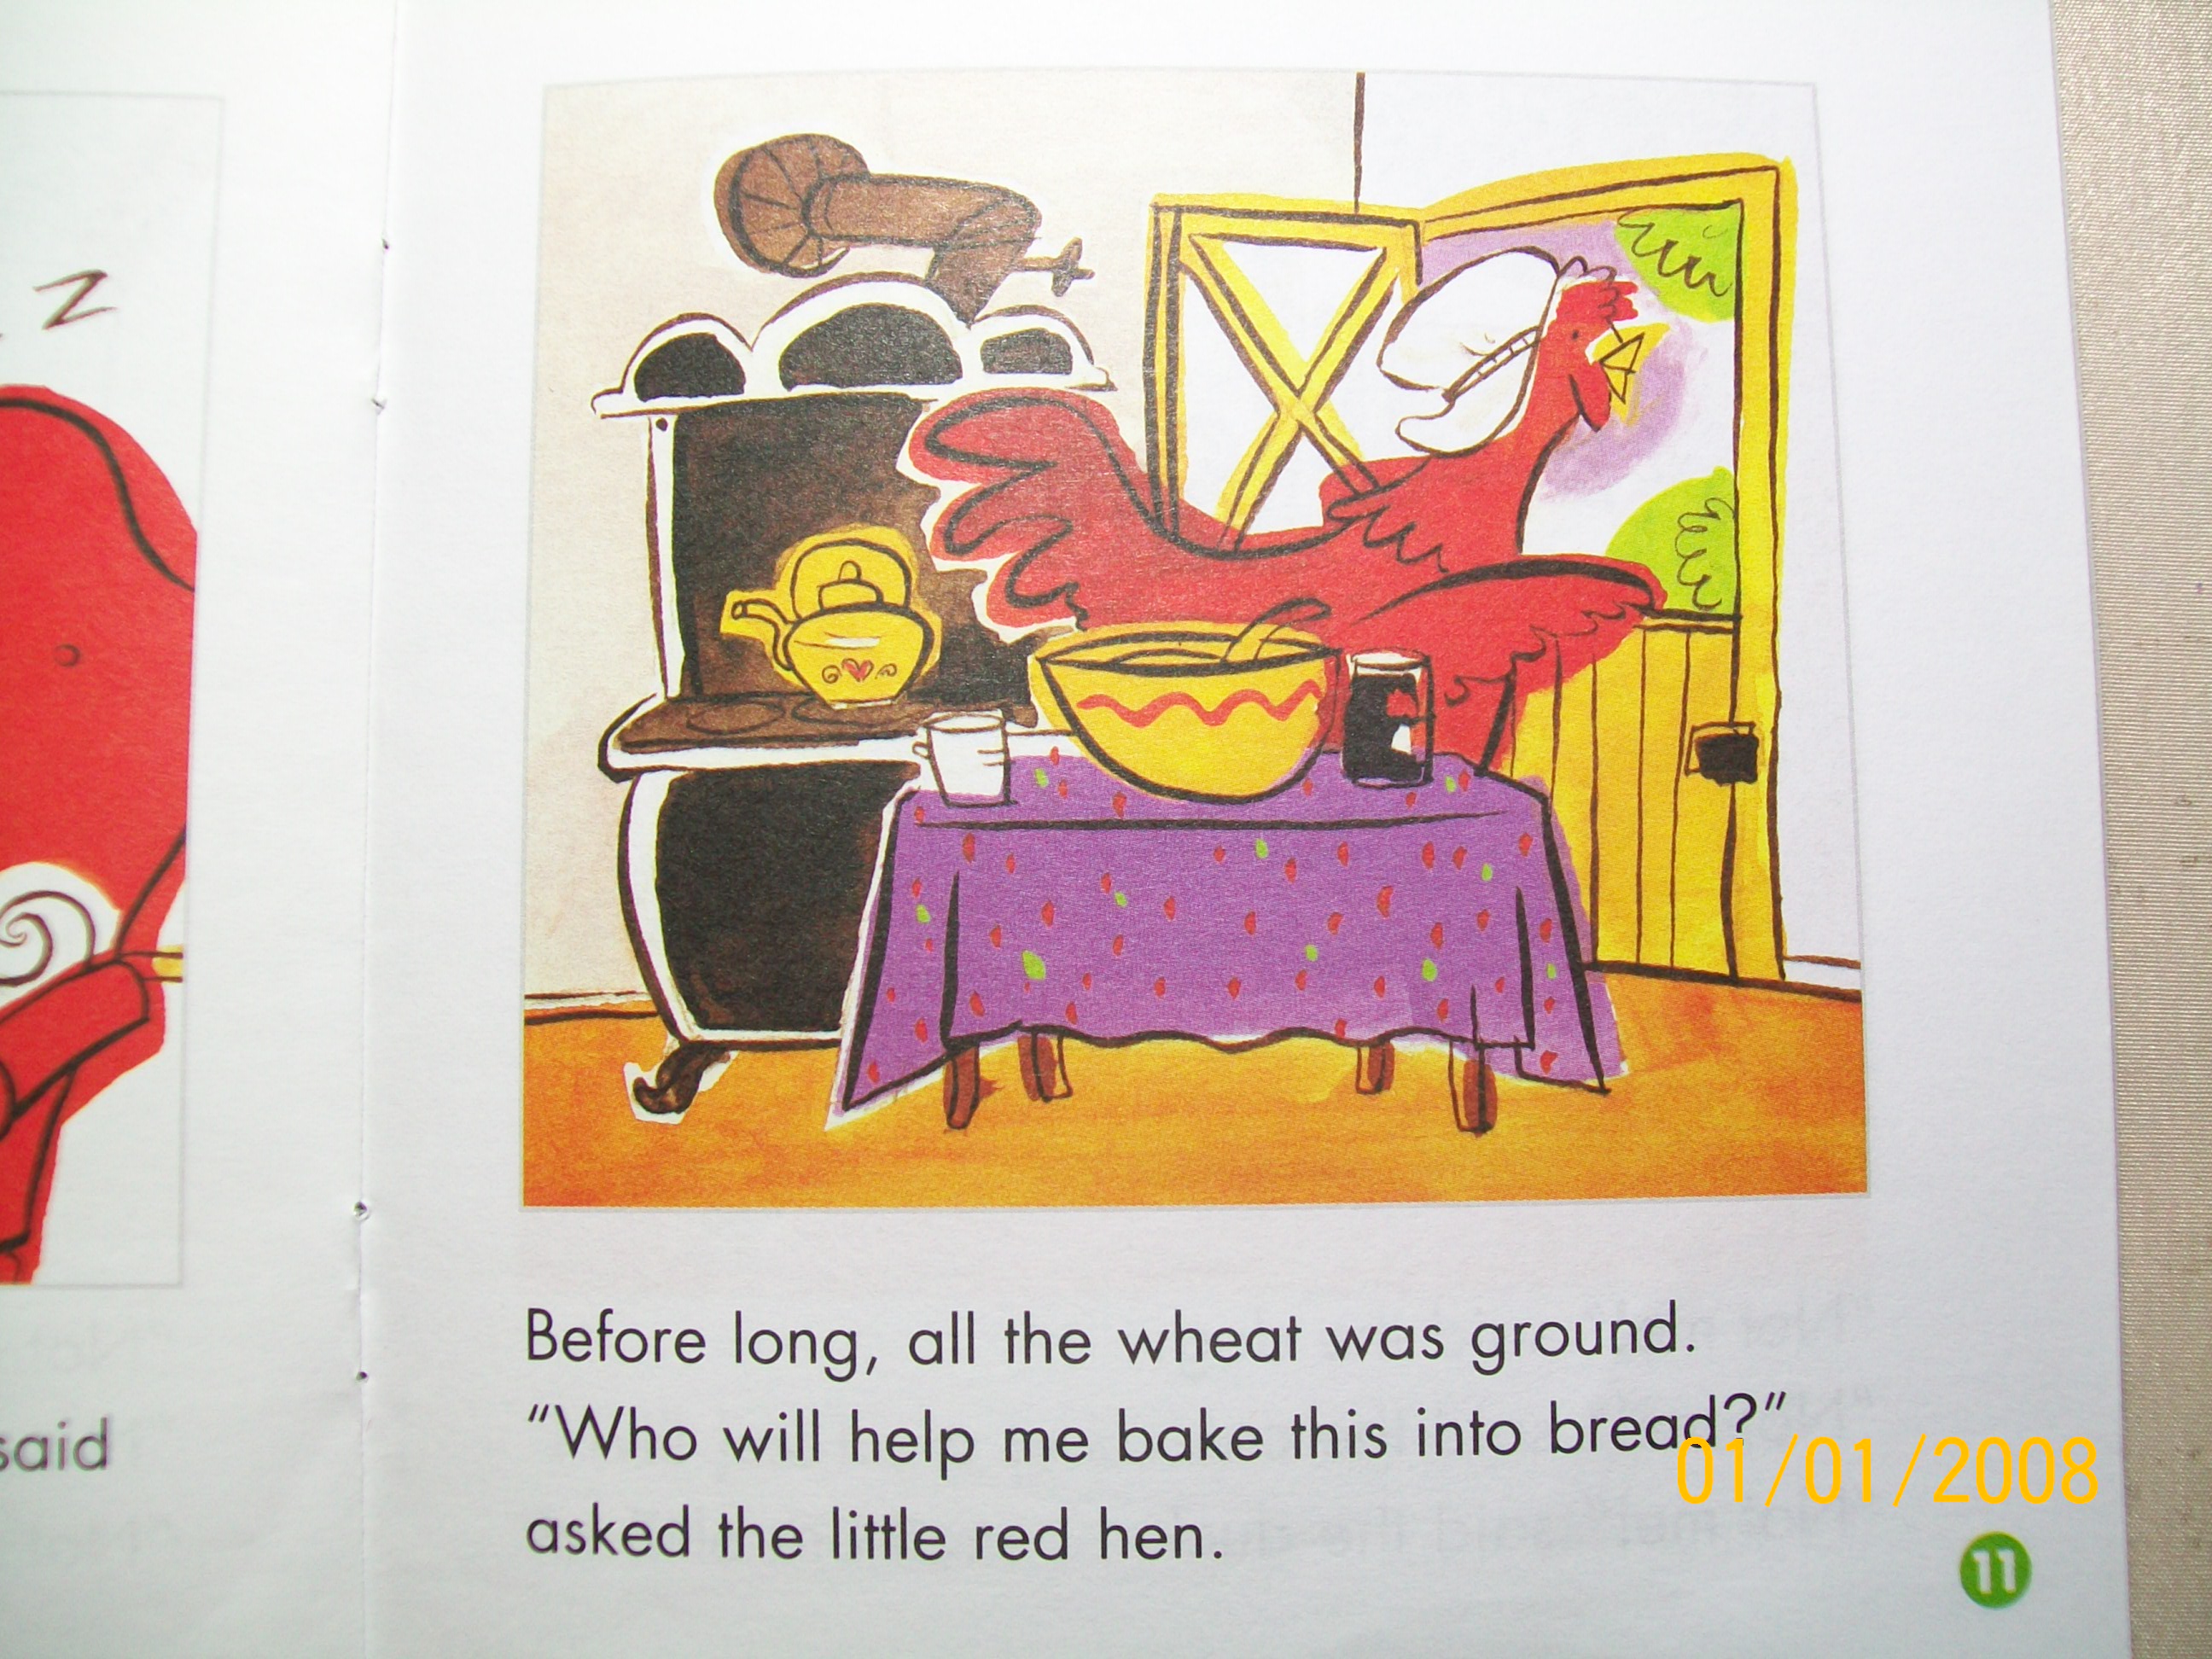 Z
said
Before long, all the wheat was ground.
“Who will help me bake this into bread?”
asked the little red hen.
01/01/2008
11